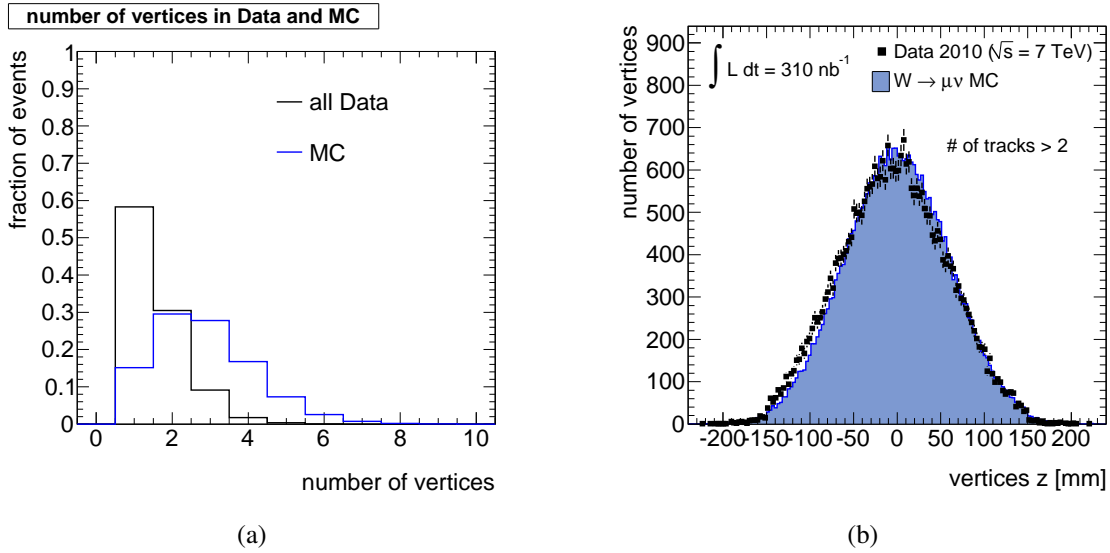 number of vertices in Data and MC
fraction of events
1
0.9
0.8
0.7
0.6
0.5
0.4
0.3
0.2
0.1
0
all Data
MC
0 2 4 6 8 10
number of vertices
(a)
number of vertices
900
800
700
600
500
400
300
200
100
0
∫ L dt = 310 nb⁻¹
Data 2010 (√s = 7 TeV)
W → μν MC
# of tracks > 2
-200 -150 -100 -50 0 50 100 150 200
vertices z [mm]
(b)